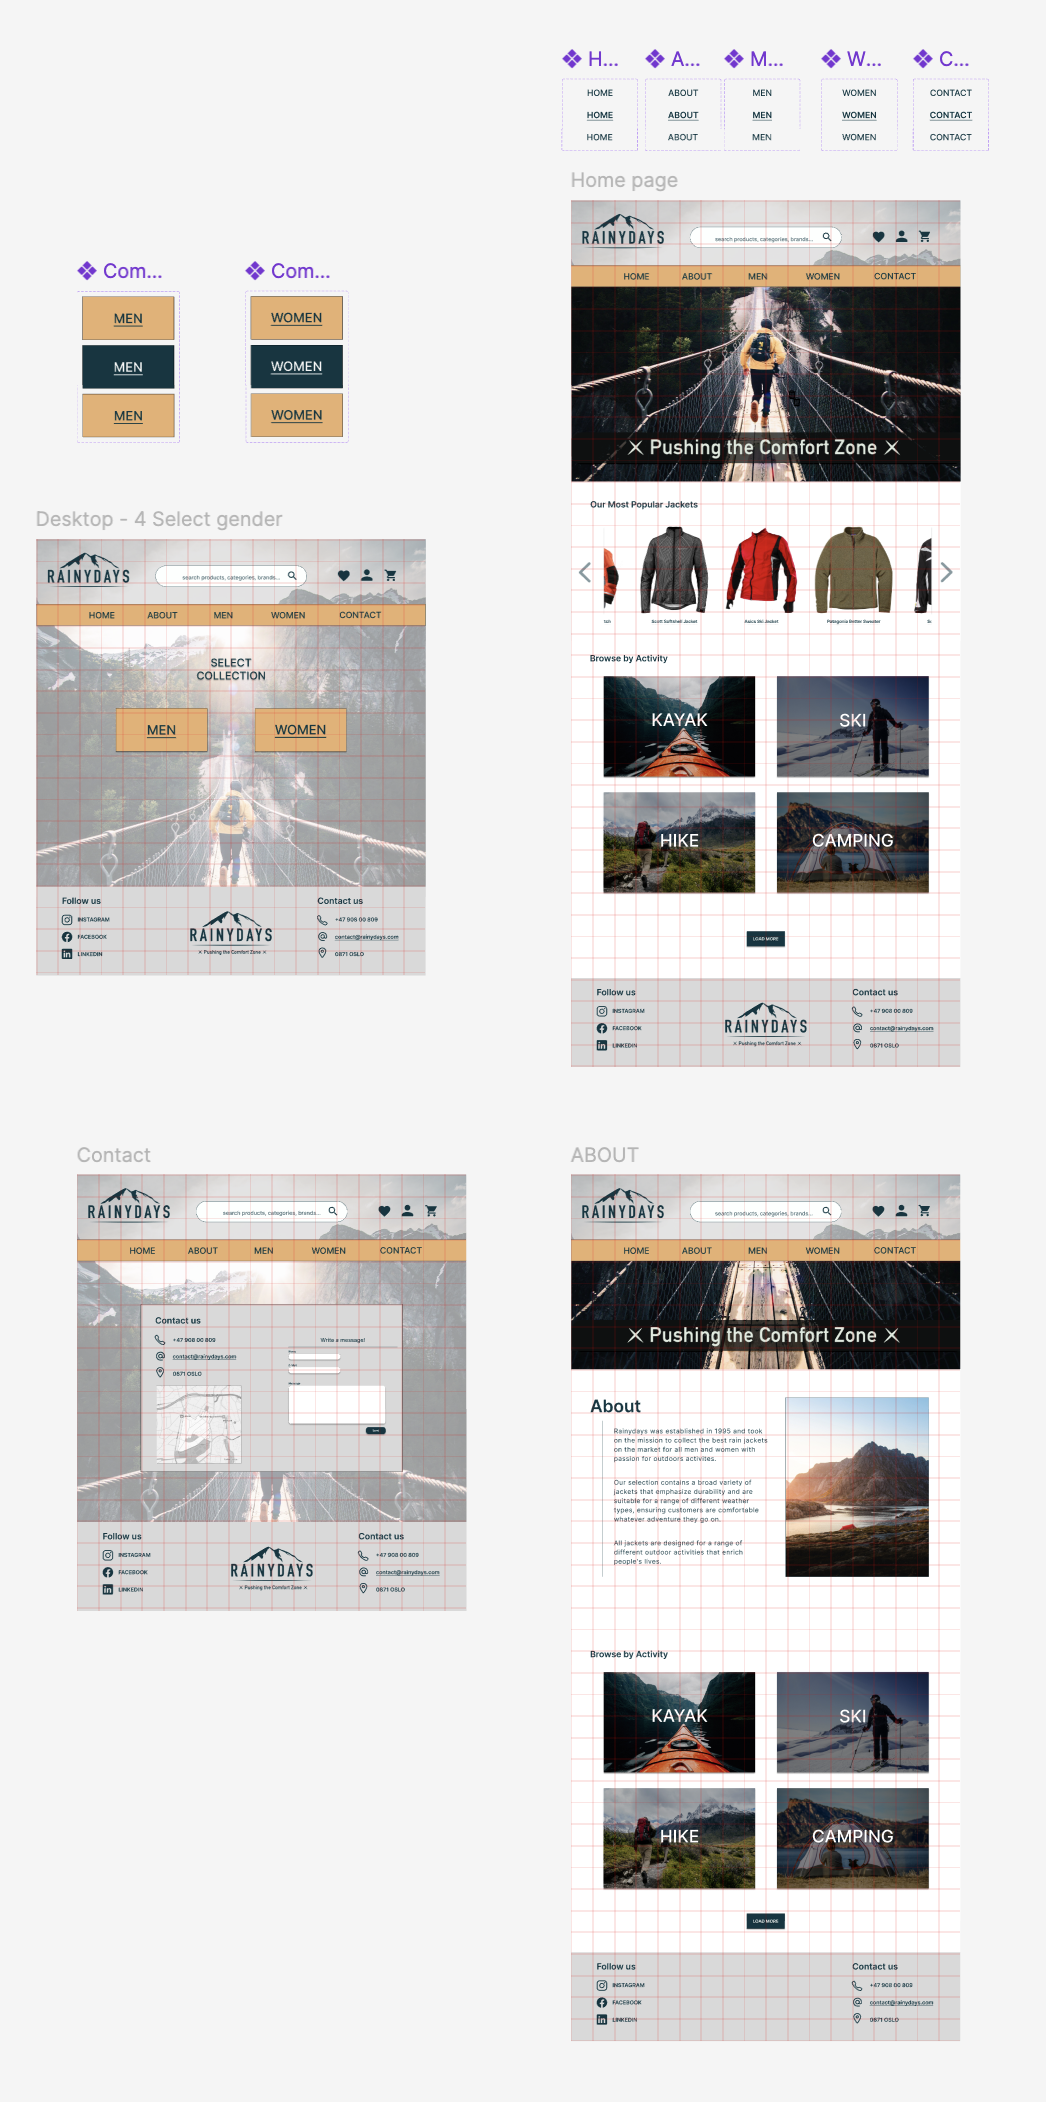 H...
A...
M...
W...
C...
HOME
ABOUT
MEN
WOMEN
CONTACT
HOME
ABOUT
MEN
WOMEN
CONTACT
HOME
ABOUT
MEN
WOMEN
CONTACT
Com...
Com...
MEN
WOMEN
MEN
WOMEN
MEN
WOMEN
Home page
RAINYDAYS
search products, categories, brands...
HOME
ABOUT
MEN
WOMEN
CONTACT
Pushing the Comfort Zone
Our Most Popular Jackets
Scott Softshell Jacket
Asics Ski Jacket
Patagonia Better Sweater
Browse by Activity
KAYAK
SKI
HIKE
CAMPING
LOAD MORE
Follow us
INSTAGRAM
FACEBOOK
LINKEDIN
RAINYDAYS
Pushing the Comfort Zone
Contact us
+47 908 00 809
contact@rainydays.com
0871 OSLO
Desktop - 4 Select gender
RAINYDAYS
search products, categories, brands...
HOME
ABOUT
MEN
WOMEN
CONTACT
SELECT
COLLECTION
MEN
WOMEN
Follow us
INSTAGRAM
FACEBOOK
LINKEDIN
RAINYDAYS
Pushing the Comfort Zone
Contact us
+47 908 00 809
contact@rainydays.com
0871 OSLO
Contact
RAINYDAYS
search products, categories, brands...
HOME
ABOUT
MEN
WOMEN
CONTACT
Contact us
+47 908 00 809
contact@rainydays.com
0871 OSLO
Write a message!
Message
Follow us
INSTAGRAM
FACEBOOK
LINKEDIN
RAINYDAYS
Pushing the Comfort Zone
Contact us
+47 908 00 809
contact@rainydays.com
0871 OSLO
ABOUT
RAINYDAYS
search products, categories, brands...
HOME
ABOUT
MEN
WOMEN
CONTACT
Pushing the Comfort Zone
About
Rainydays was established in 1995 and took
on the mission to collect the best rain jackets
on the market for all men and women with
passion for outdoors activites.
Our selection contains a broad variety of
jackets that emphasize durability and are
suitable for a range of different weather
types, ensuring customers are comfortable
whatever adventure they go on.
All jackets are designed for a range of
different outdoor activities that enrich
people's lives.
Browse by Activity
KAYAK
SKI
HIKE
CAMPING
LOAD MORE
Follow us
INSTAGRAM
FACEBOOK
LINKEDIN
Contact us
+47 908 00 809
contact@rainydays.com
0871 OSLO